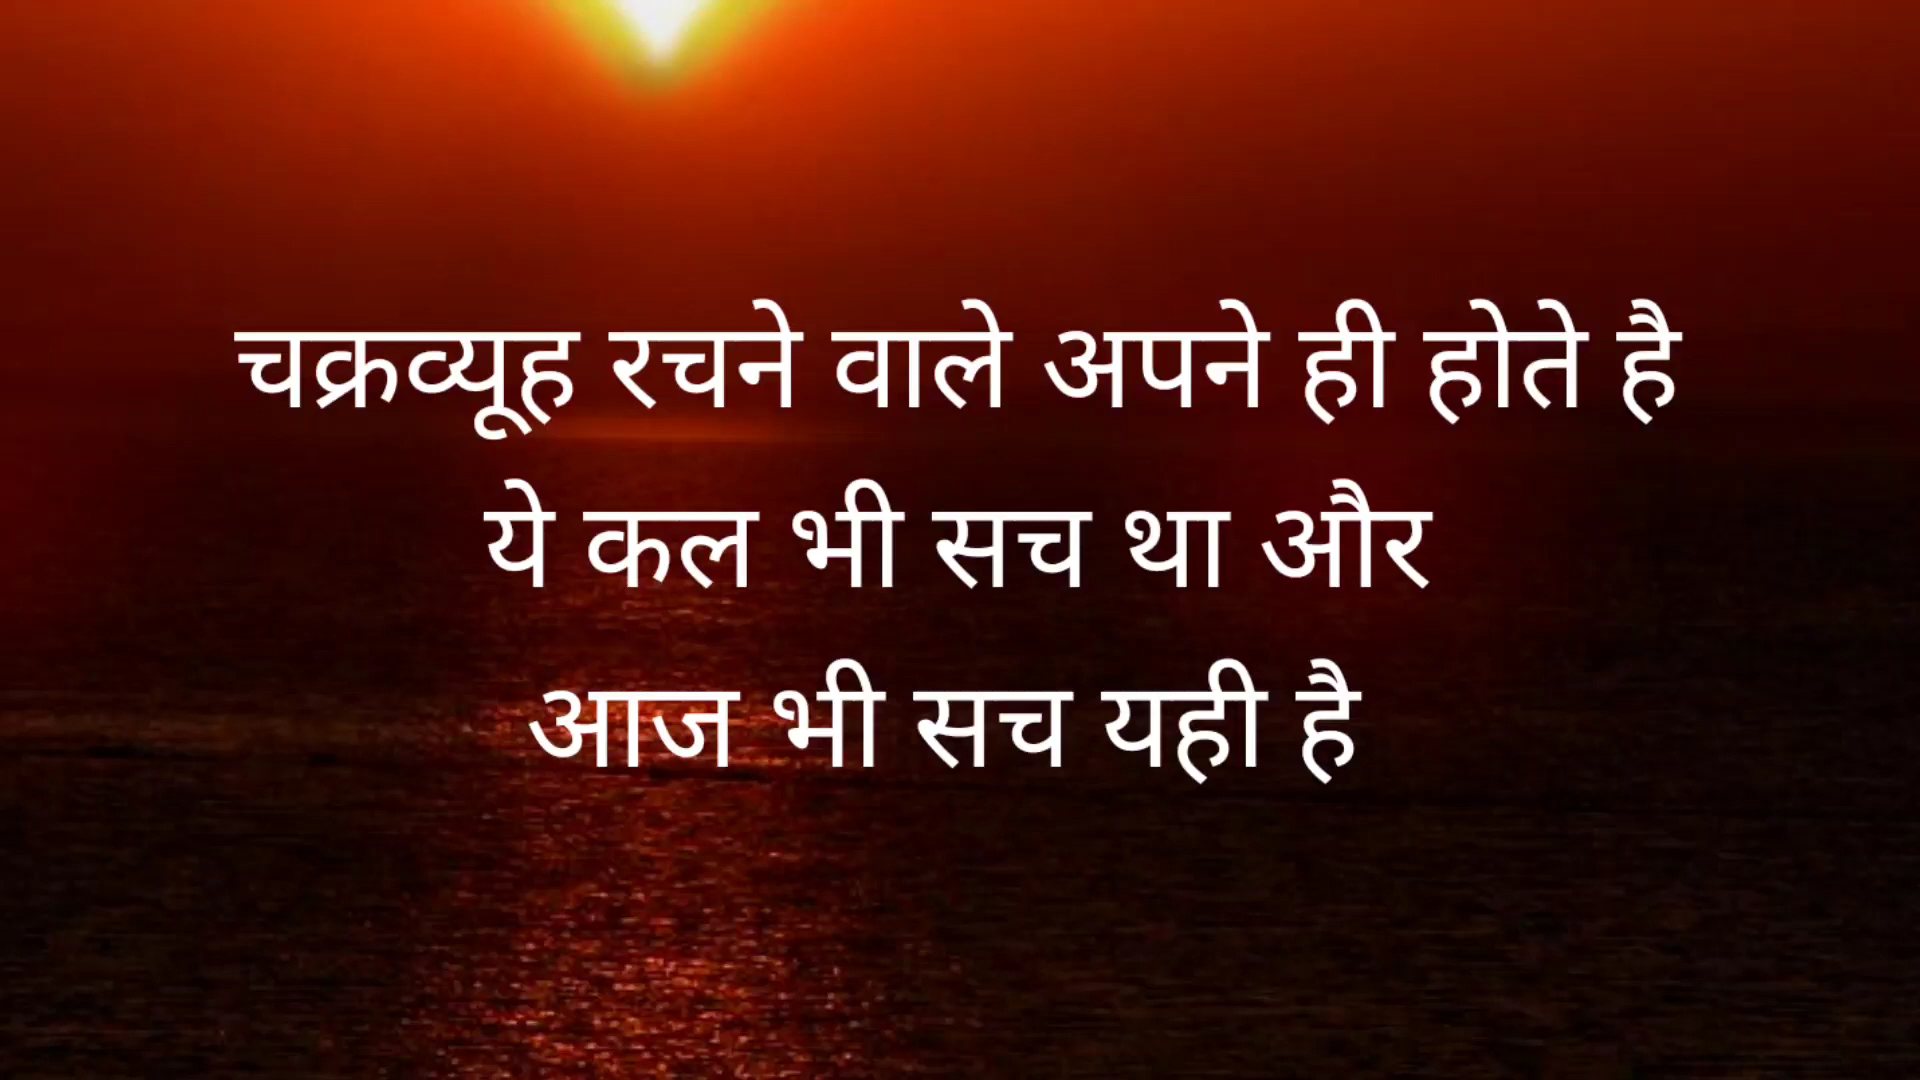 चक्रव्यूह रचने वाले अपने ही होते है
ये कल भी सच था और
आज भी सच यही है